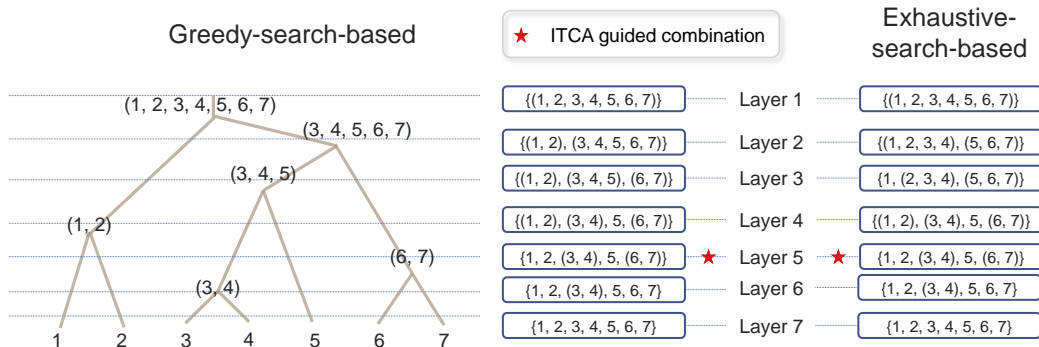 Greedy-search-based
ITCA guided combination
Exhaustive-
search-based
(1, 2, 3, 4, 5, 6, 7)
(3, 4, 5, 6, 7)
(3, 4, 5)
(1, 2)
(6, 7)
(3, 4)
1 2 3 4 5 6 7
{(1, 2, 3, 4, 5, 6, 7)} Layer 1 {(1, 2, 3, 4, 5, 6, 7)}
{(1, 2), (3, 4, 5, 6, 7)} Layer 2 {(1, 2, 3, 4), (5, 6, 7)}
{(1, 2), (3, 4, 5), (6, 7)} Layer 3 {1, (2, 3, 4), (5, 6, 7)}
{(1, 2), (3, 4), 5, (6, 7)} Layer 4 {(1, 2), (3, 4), 5, (6, 7)}
{1, 2, (3, 4), 5, (6, 7)} Layer 5 {1, 2, (3, 4), 5, (6, 7)}
{1, 2, (3, 4), 5, 6, 7} Layer 6 {1, 2, (3, 4), 5, 6, 7}
{1, 2, 3, 4, 5, 6, 7} Layer 7 {1, 2, 3, 4, 5, 6, 7}